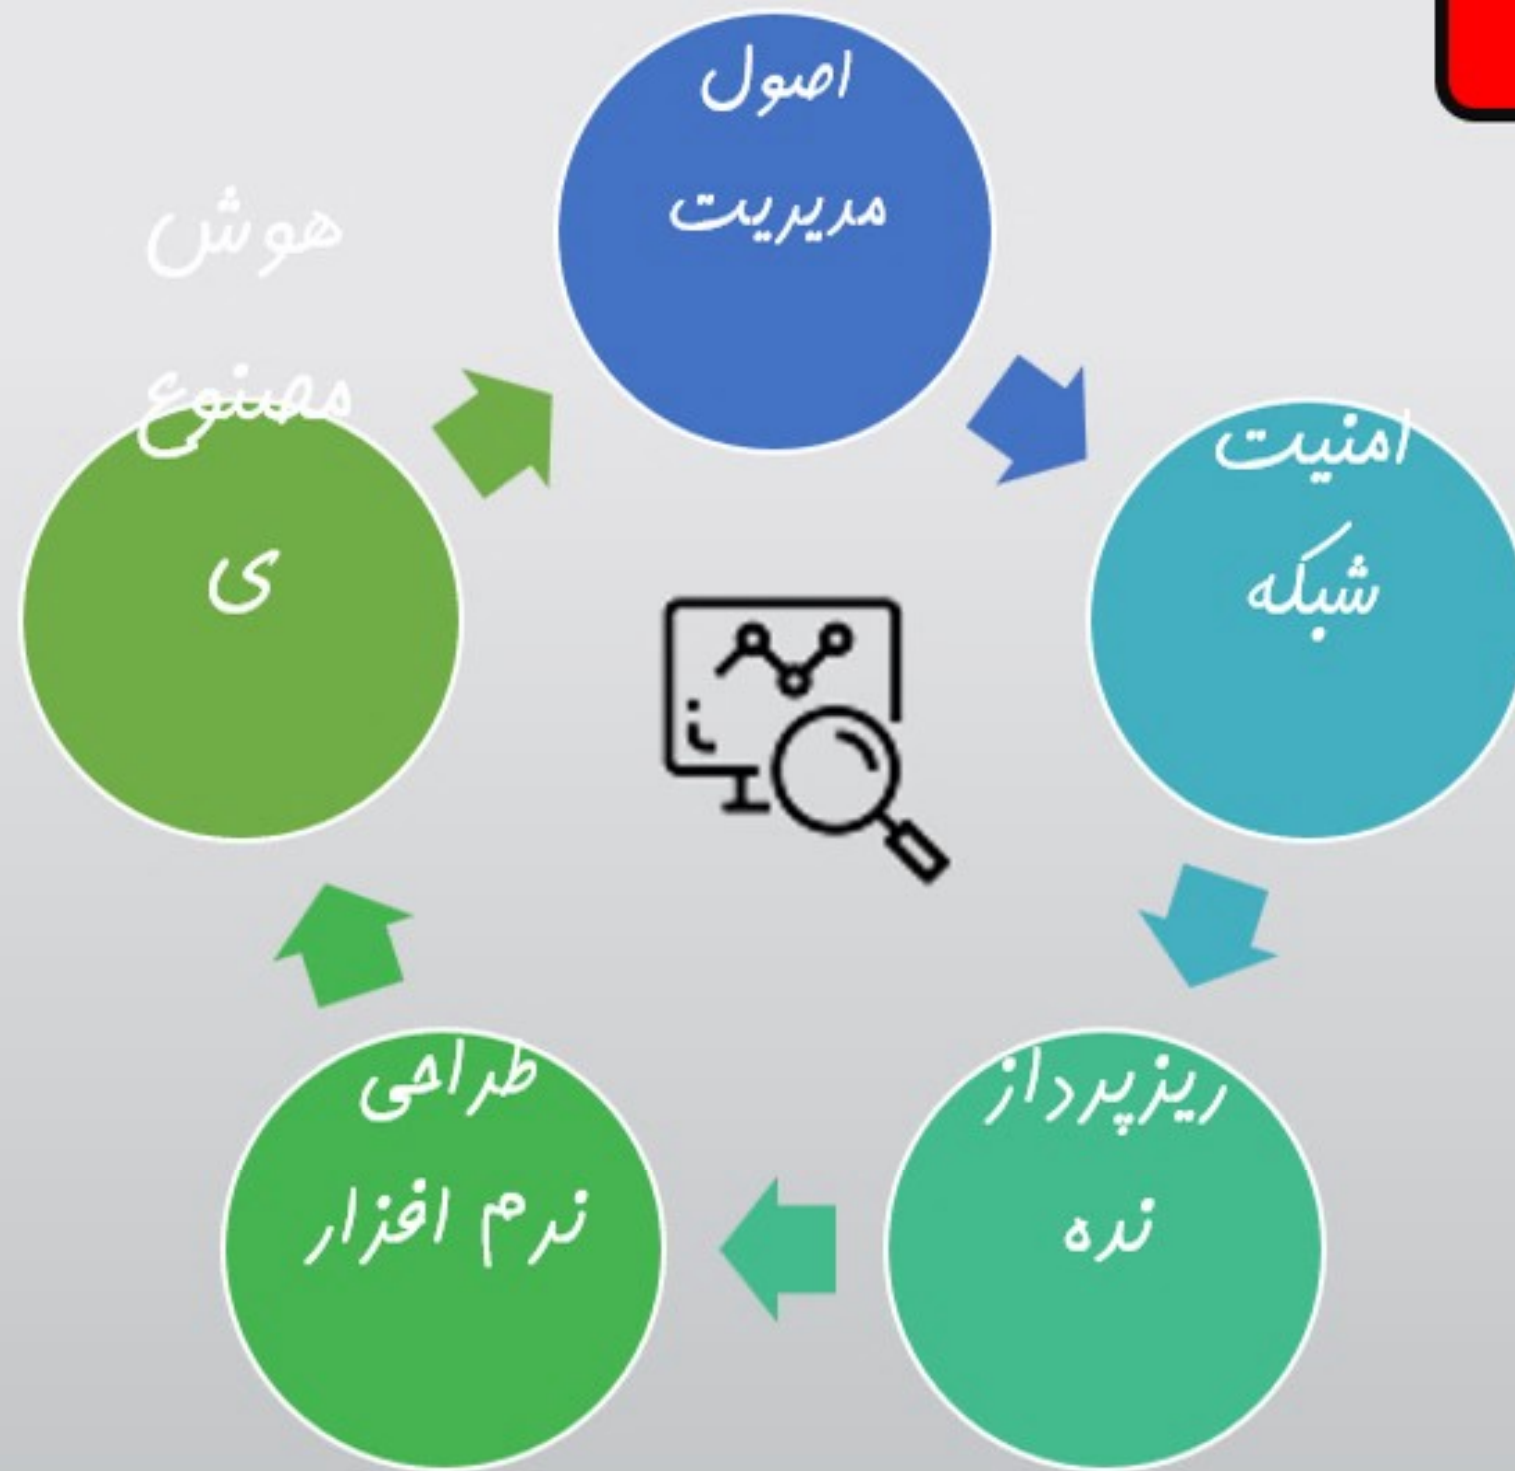 اصول
مدیریت
امنیت
شبکه
ریزپرداز
نده
طراحی
نرم افزار
هوش
مصنوع
ی